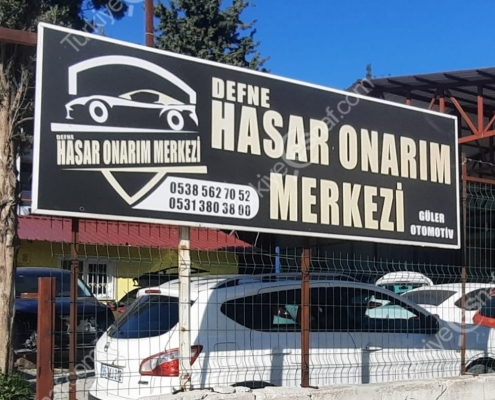 DEFNE
HASAR ONARIM MERKEZİ
0538 562 70 52
0531 380 38 00
DEFNE
HASAR ONARIM
MERKEZİ
GÜLER
OTOMOTİV